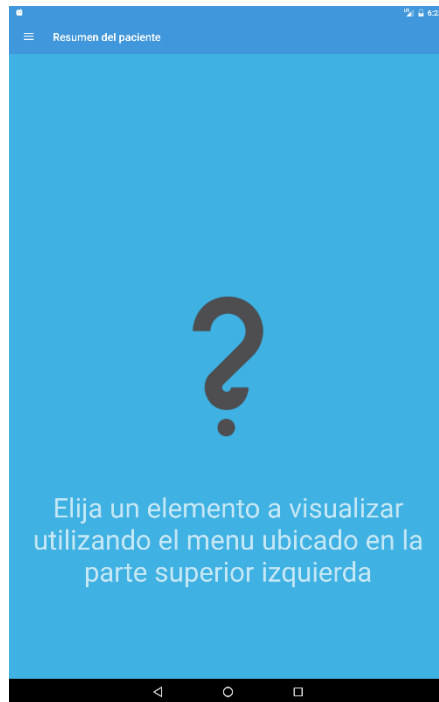 Resumen del paciente
Elija un elemento a visualizar
utilizando el menu ubicado en la
parte superior izquierda